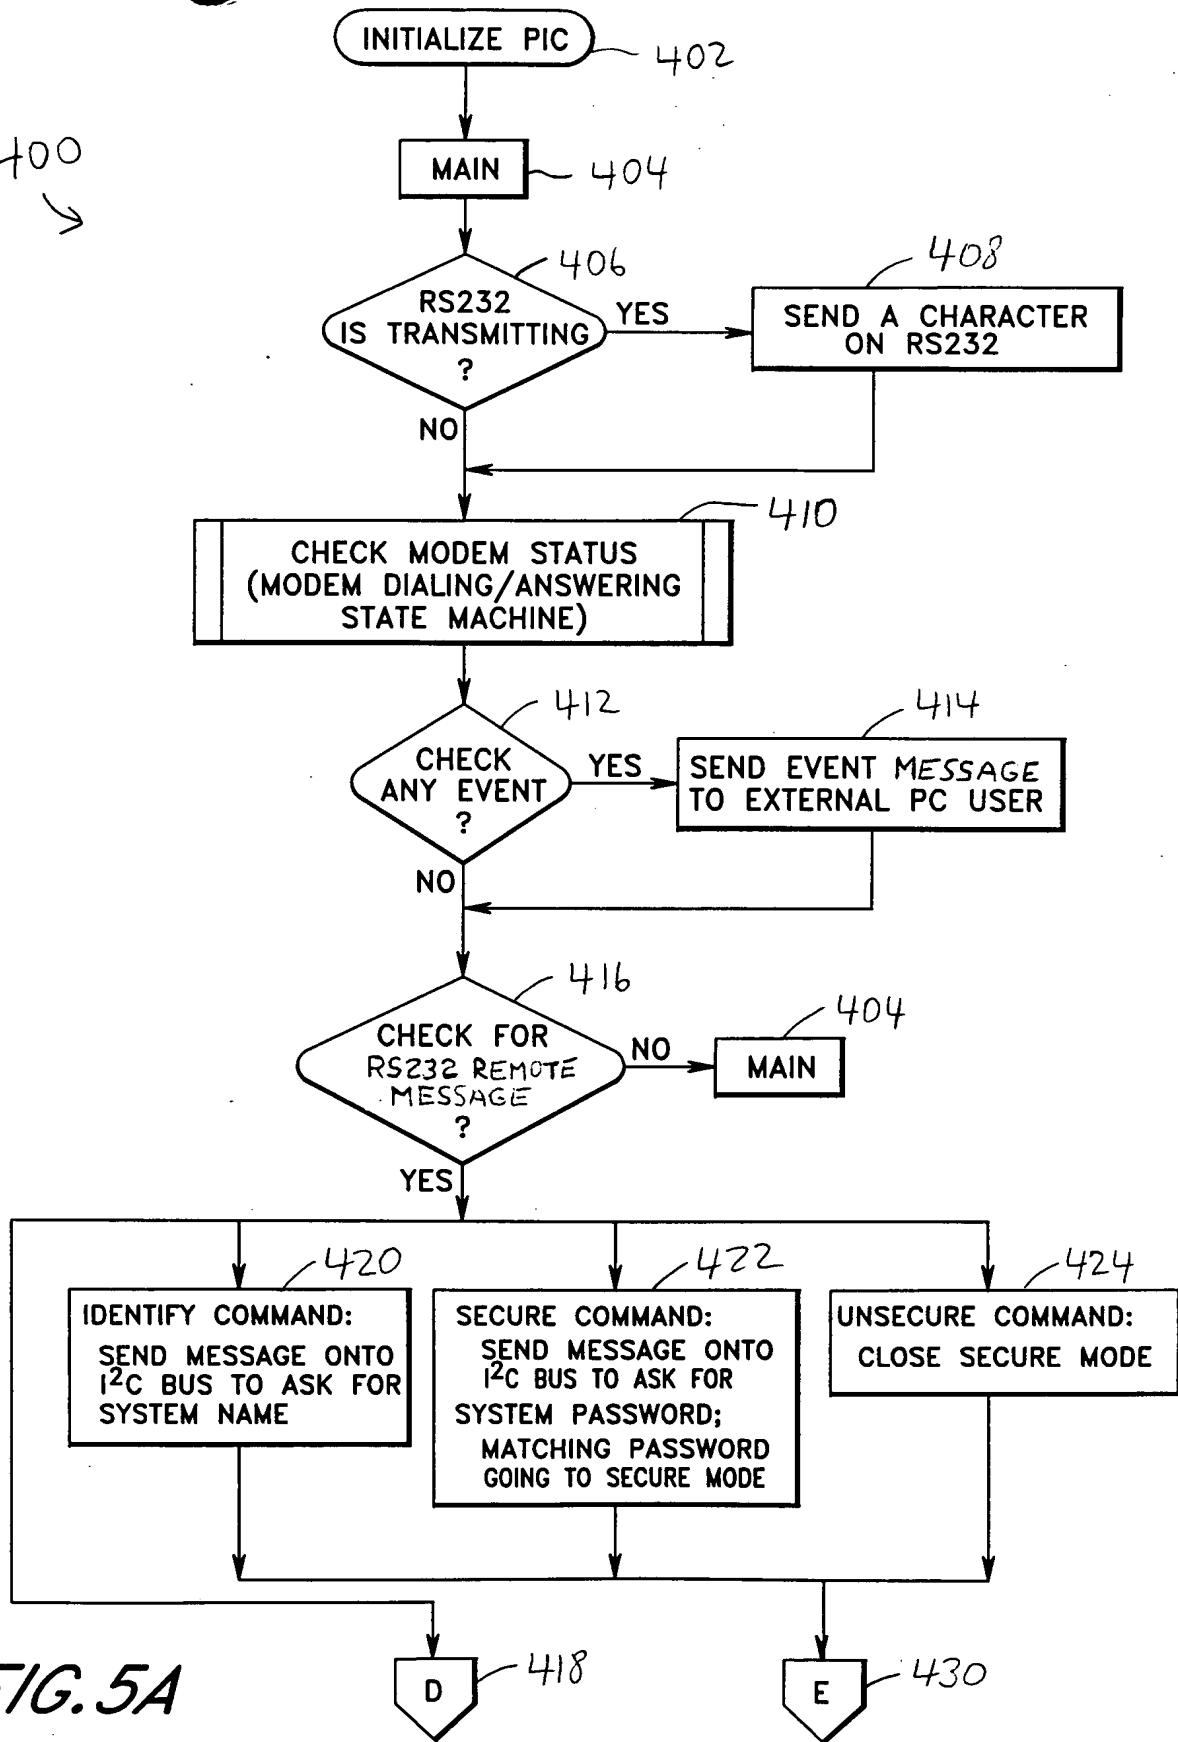 INITIALIZE PIC
402
400
MAIN
404
406
408
RS232
IS TRANSMITTING
?
YES
SEND A CHARACTER
ON RS232
NO
410
CHECK MODEM STATUS
(MODEM DIALING/ANSWERING
STATE MACHINE)
412
414
CHECK
ANY EVENT
?
YES
SEND EVENT MESSAGE
TO EXTERNAL PC USER
NO
416
404
CHECK FOR
RS232 REMOTE
MESSAGE
?
NO
MAIN
YES
420
422
424
IDENTIFY COMMAND:
SEND MESSAGE ONTO
I²C BUS TO ASK FOR
SYSTEM NAME
SECURE COMMAND:
SEND MESSAGE ONTO
I²C BUS TO ASK FOR
SYSTEM PASSWORD;
MATCHING PASSWORD
GOING TO SECURE MODE
UNSECURE COMMAND:
CLOSE SECURE MODE
D
418
E
430
FIG. 5A